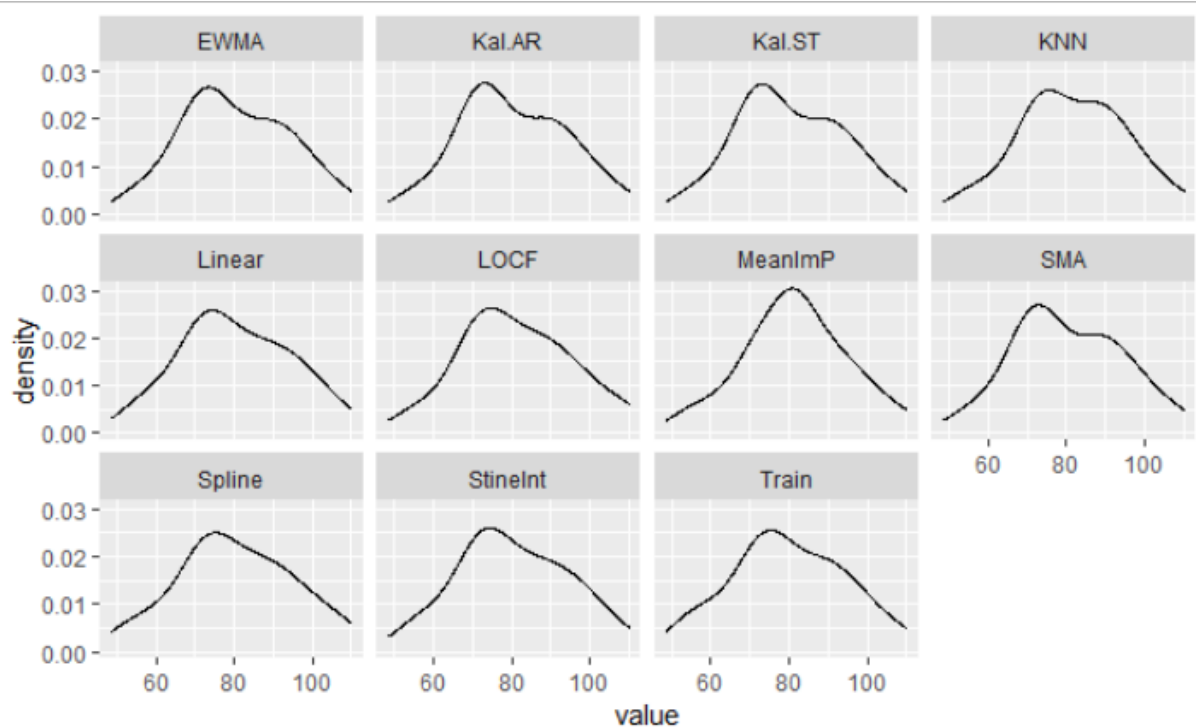 EWMA Kal.AR Kal.ST KNN
0.03
0.02
0.01
0.00
Linear LOCF MeanImP SMA
0.03
0.02
0.01
0.00
60 80 100
Spline StineInt Train
0.03
0.02
0.01
0.00
60 80 100 60 80 100 60 80 100
density
value